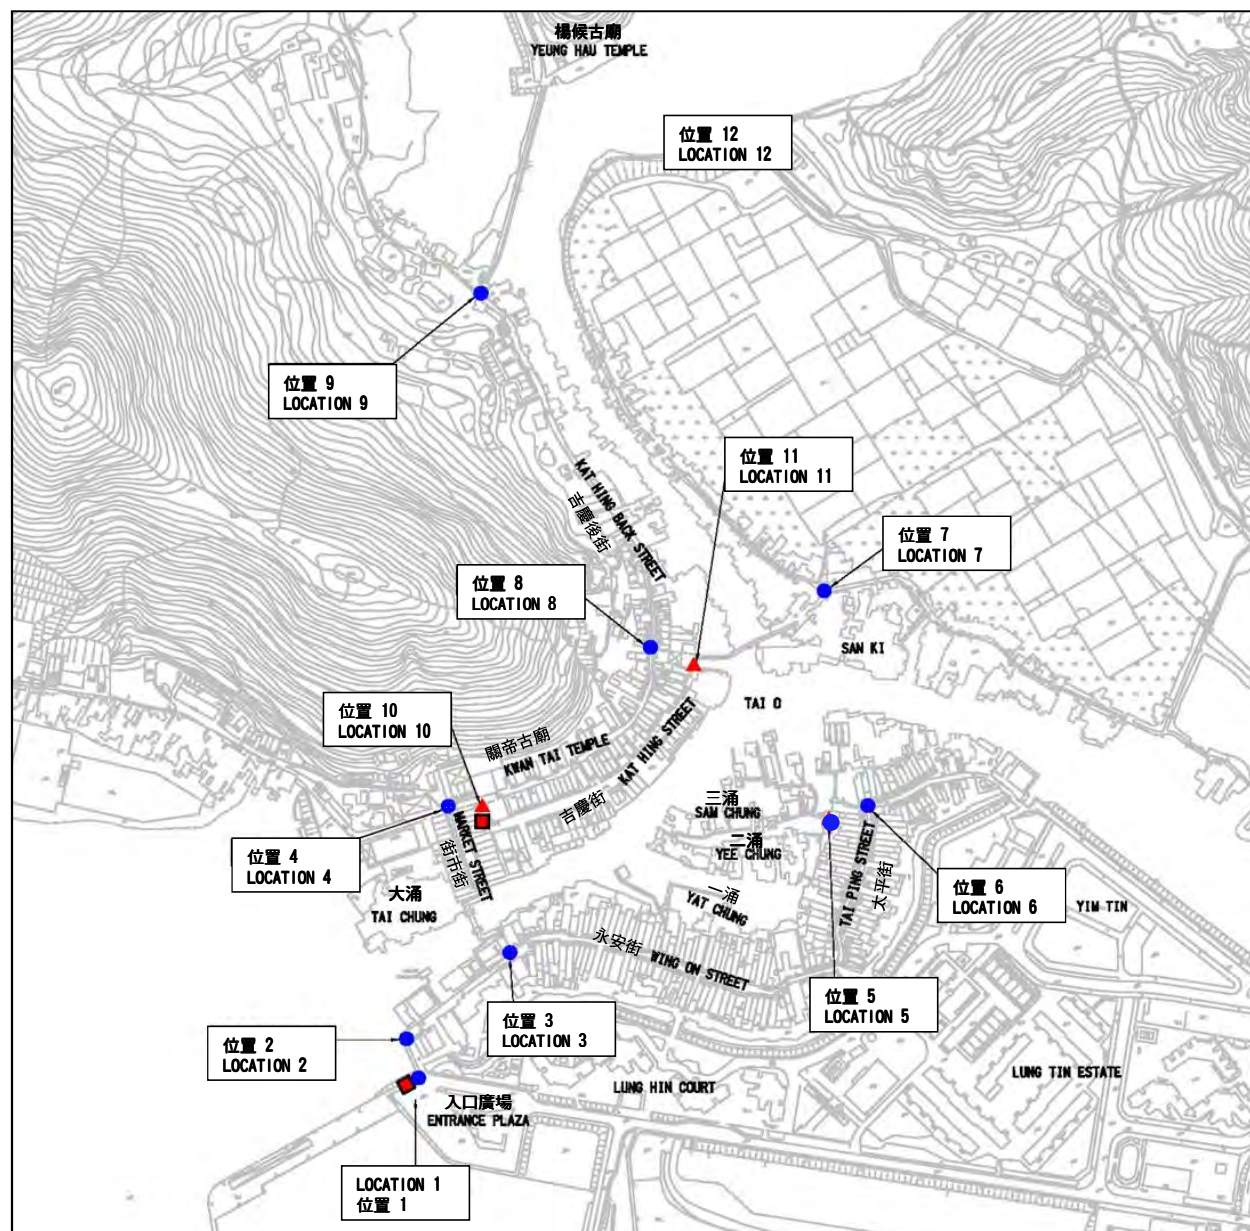 楊候古廟
YEUNG HAU TEMPLE
位置 12
LOCATION 12
位置 9
LOCATION 9
位置 11
LOCATION 11
KAT HING BACK STREET
吉慶後街
位置 7
LOCATION 7
位置 8
LOCATION 8
SAN KI
TAI O
位置 10
LOCATION 10
關帝古廟
KWAN TAI TEMPLE
KAT HING STREET
吉慶街
三涌
SAM CHUNG
二涌
YEE CHUNG
一涌
YAT CHUNG
TAI PING STREET
太平街
位置 4
LOCATION 4
MARKET STREET
街市街
大涌
TAI CHUNG
位置 6
LOCATION 6
YIM TIN
永安街 WING ON STREET
位置 5
LOCATION 5
位置 3
LOCATION 3
位置 2
LOCATION 2
LUNG HIN COURT
LUNG TIN ESTATE
入口廣場
ENTRANCE PLAZA
LOCATION 1
位置 1